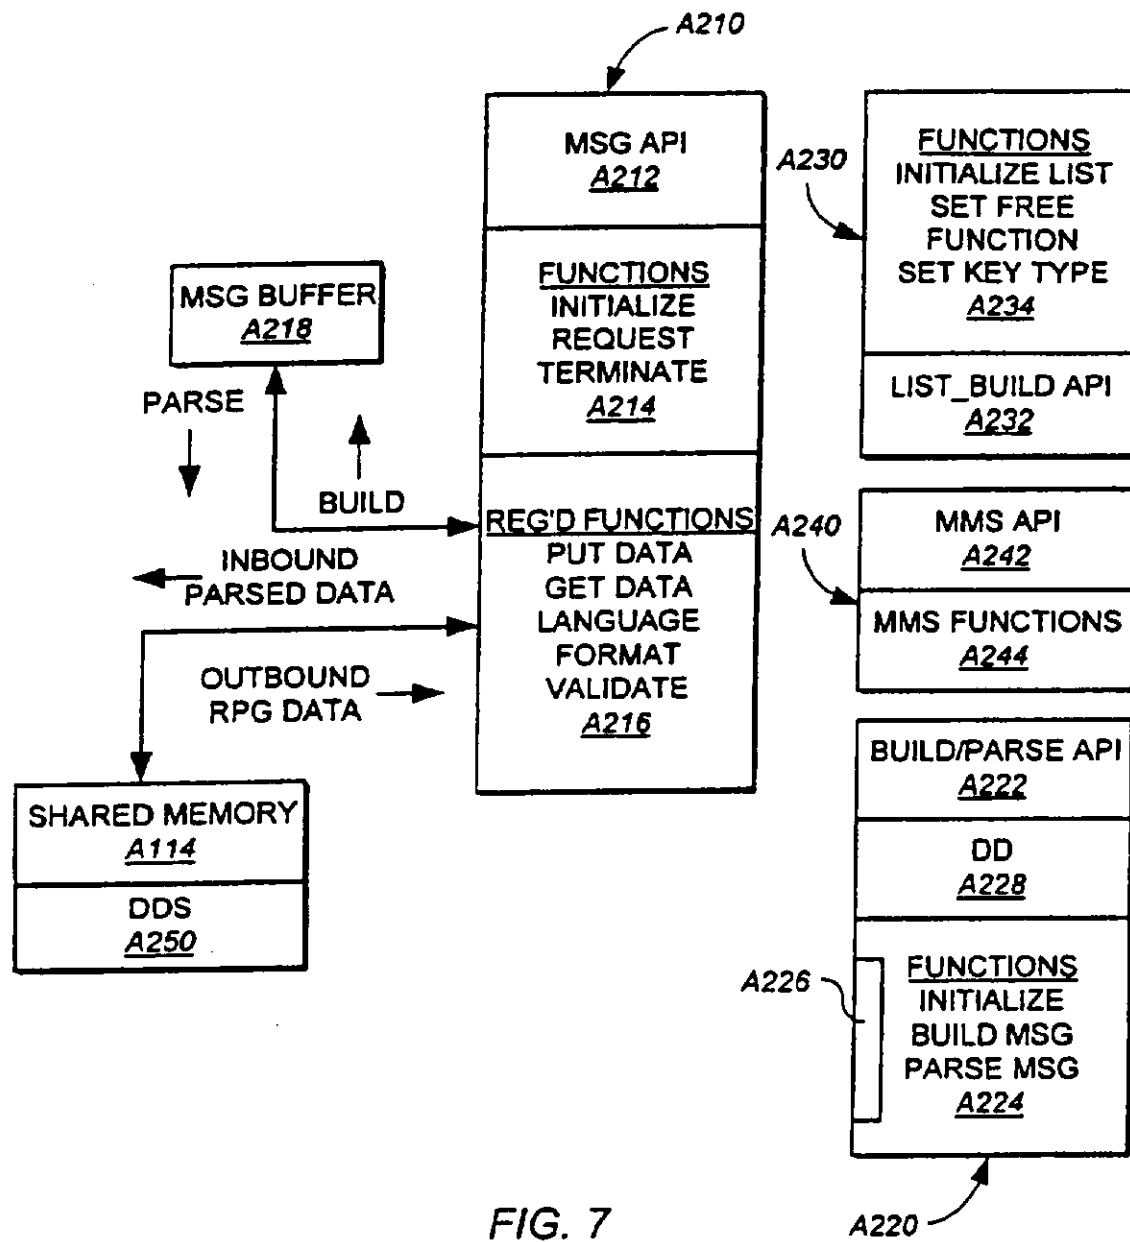 A210
MSG API
A212
FUNCTIONS
INITIALIZE
REQUEST
TERMINATE
A214
REG'D FUNCTIONS
PUT DATA
GET DATA
LANGUAGE
FORMAT
VALIDATE
A216
MSG BUFFER
A218
PARSE
BUILD
INBOUND
PARSED DATA
OUTBOUND
RPG DATA
SHARED MEMORY
A114
DDS
A250
A230
FUNCTIONS
INITIALIZE LIST
SET FREE
FUNCTION
SET KEY TYPE
A234
LIST_BUILD API
A232
A240
MMS API
A242
MMS FUNCTIONS
A244
BUILD/PARSE API
A222
DD
A228
A226
FUNCTIONS
INITIALIZE
BUILD MSG
PARSE MSG
A224
A220
FIG. 7